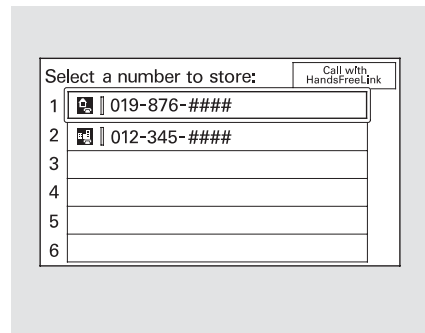 Select a number to store:
Call with
HandsFreeLink
1 019-876-####
2 012-345-####
3
4
5
6